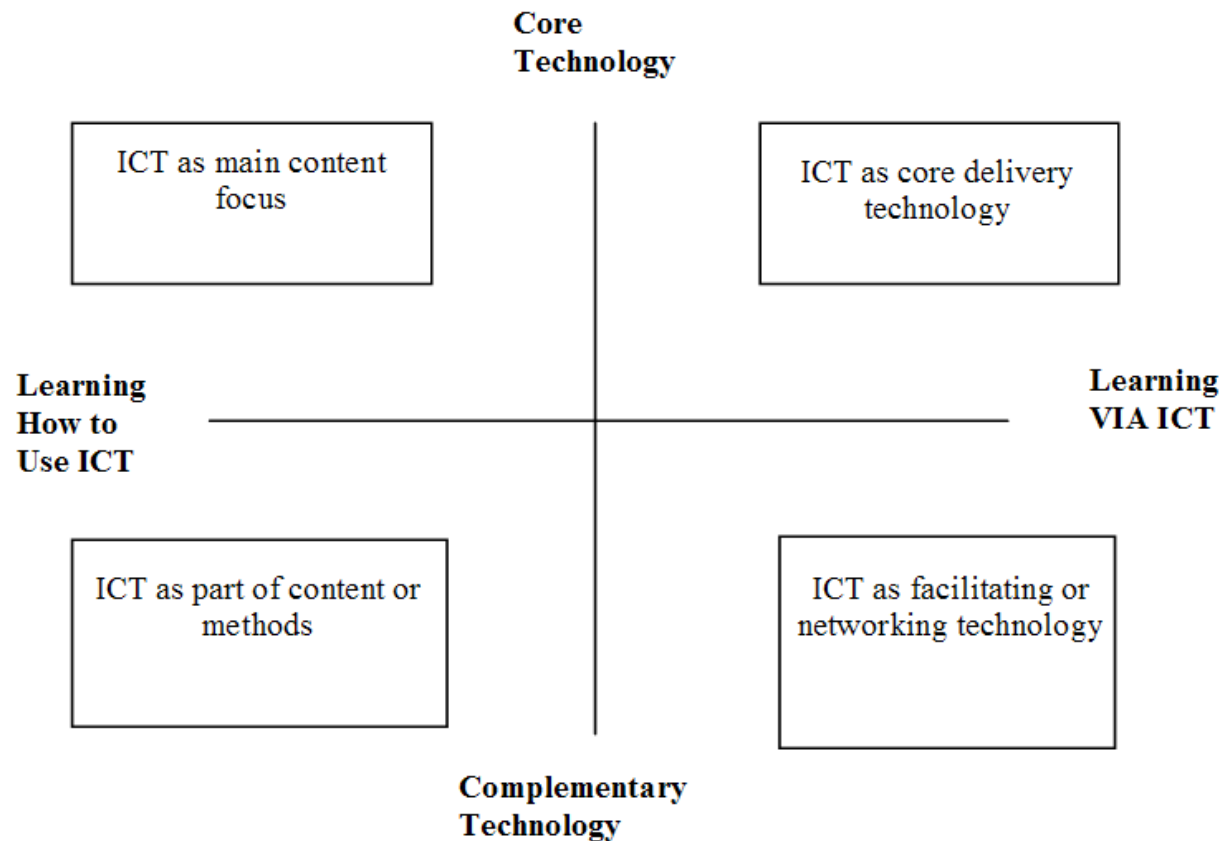 Core
Technology
ICT as main content
focus
ICT as core delivery
technology
Learning
How to
Use ICT
Learning
VIA ICT
ICT as part of content or
methods
ICT as facilitating or
networking technology
Complementary
Technology